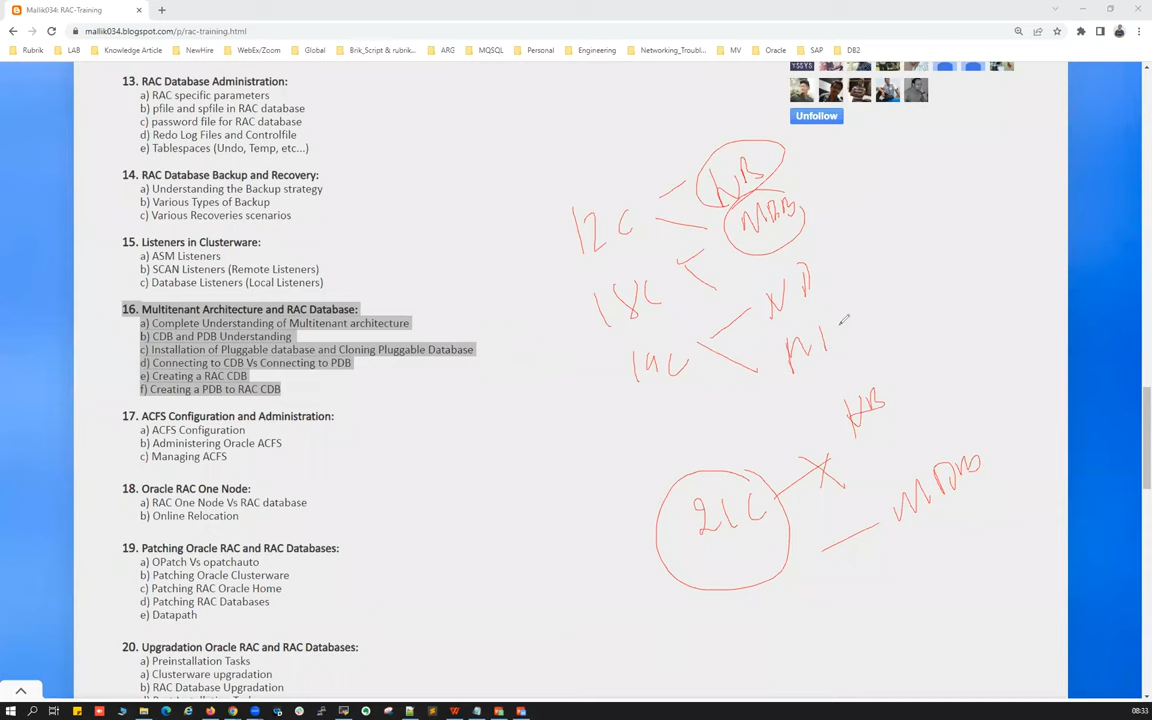 Mallik034: RAC-Training
mallik034.blogspot.com/p/rac-training.html
Rubrik
LAB
Knowledge Article
NewHire
WebEx/Zoom
Global
Brik_Script & rubrik...
ARG
MQSQL
Personal
Engineering
Networking_Troubl...
MV
Oracle
SAP
DB2
Unfollow
13. RAC Database Administration:
a) RAC specific parameters
b) pfile and spfile in RAC database
c) password file for RAC database
d) Redo Log Files and Controlfile
e) Tablespaces (Undo, Temp, etc...)
14. RAC Database Backup and Recovery:
a) Understanding the Backup strategy
b) Various Types of Backup
c) Various Recoveries scenarios
15. Listeners in Clusterware:
a) ASM Listeners
b) SCAN Listeners (Remote Listeners)
c) Database Listeners (Local Listeners)
16. Multitenant Architecture and RAC Database:
a) Complete Understanding of Multitenant architecture
b) CDB and PDB Understanding
c) Installation of Pluggable database and Cloning Pluggable Database
d) Connecting to CDB Vs Connecting to PDB
e) Creating a RAC CDB
f) Creating a PDB to RAC CDB
17. ACFS Configuration and Administration:
a) ACFS Configuration
b) Administering Oracle ACFS
c) Managing ACFS
18. Oracle RAC One Node:
a) RAC One Node Vs RAC database
b) Online Relocation
19. Patching Oracle RAC and RAC Databases:
a) OPatch Vs opatchauto
b) Patching Oracle Clusterware
c) Patching RAC Oracle Home
d) Patching RAC Databases
e) Datapath
20. Upgradation Oracle RAC and RAC Databases:
a) Preinstallation Tasks
a) Clusterware upgradation
b) RAC Database Upgradation
12C
18C
19C
21C
08:33